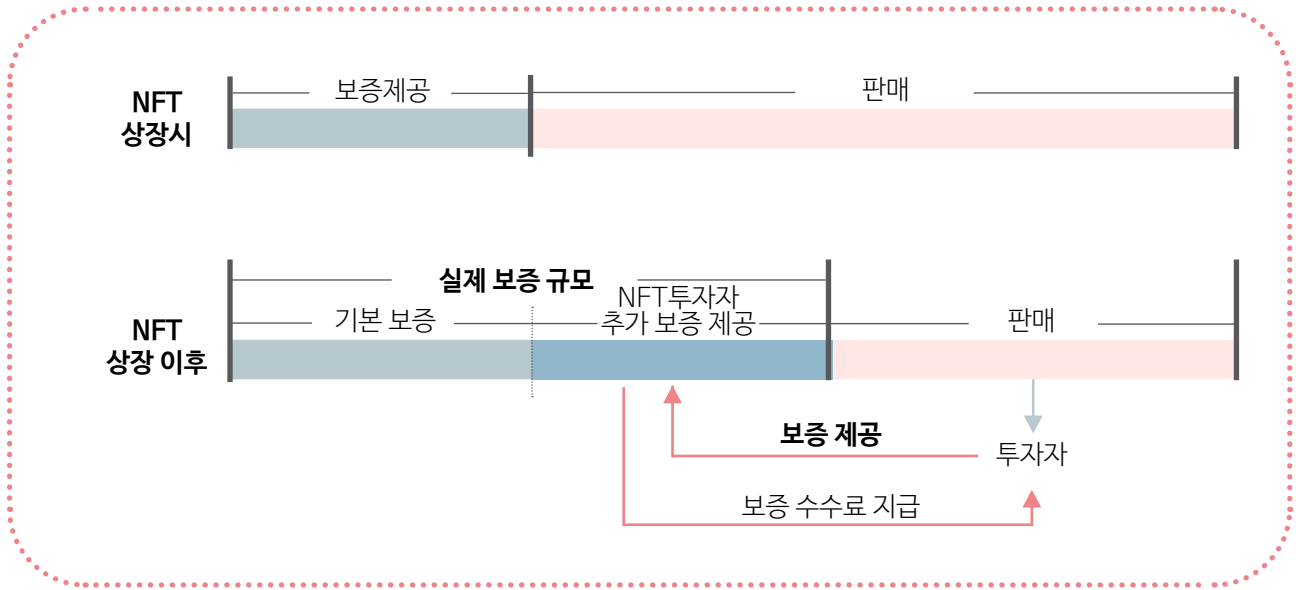 NFT
상장시
보증제공
판매
NFT
상장 이후
실제 보증 규모
기본 보증
NFT투자자
추가 보증 제공
판매
보증 제공
투자자
보증 수수료 지급